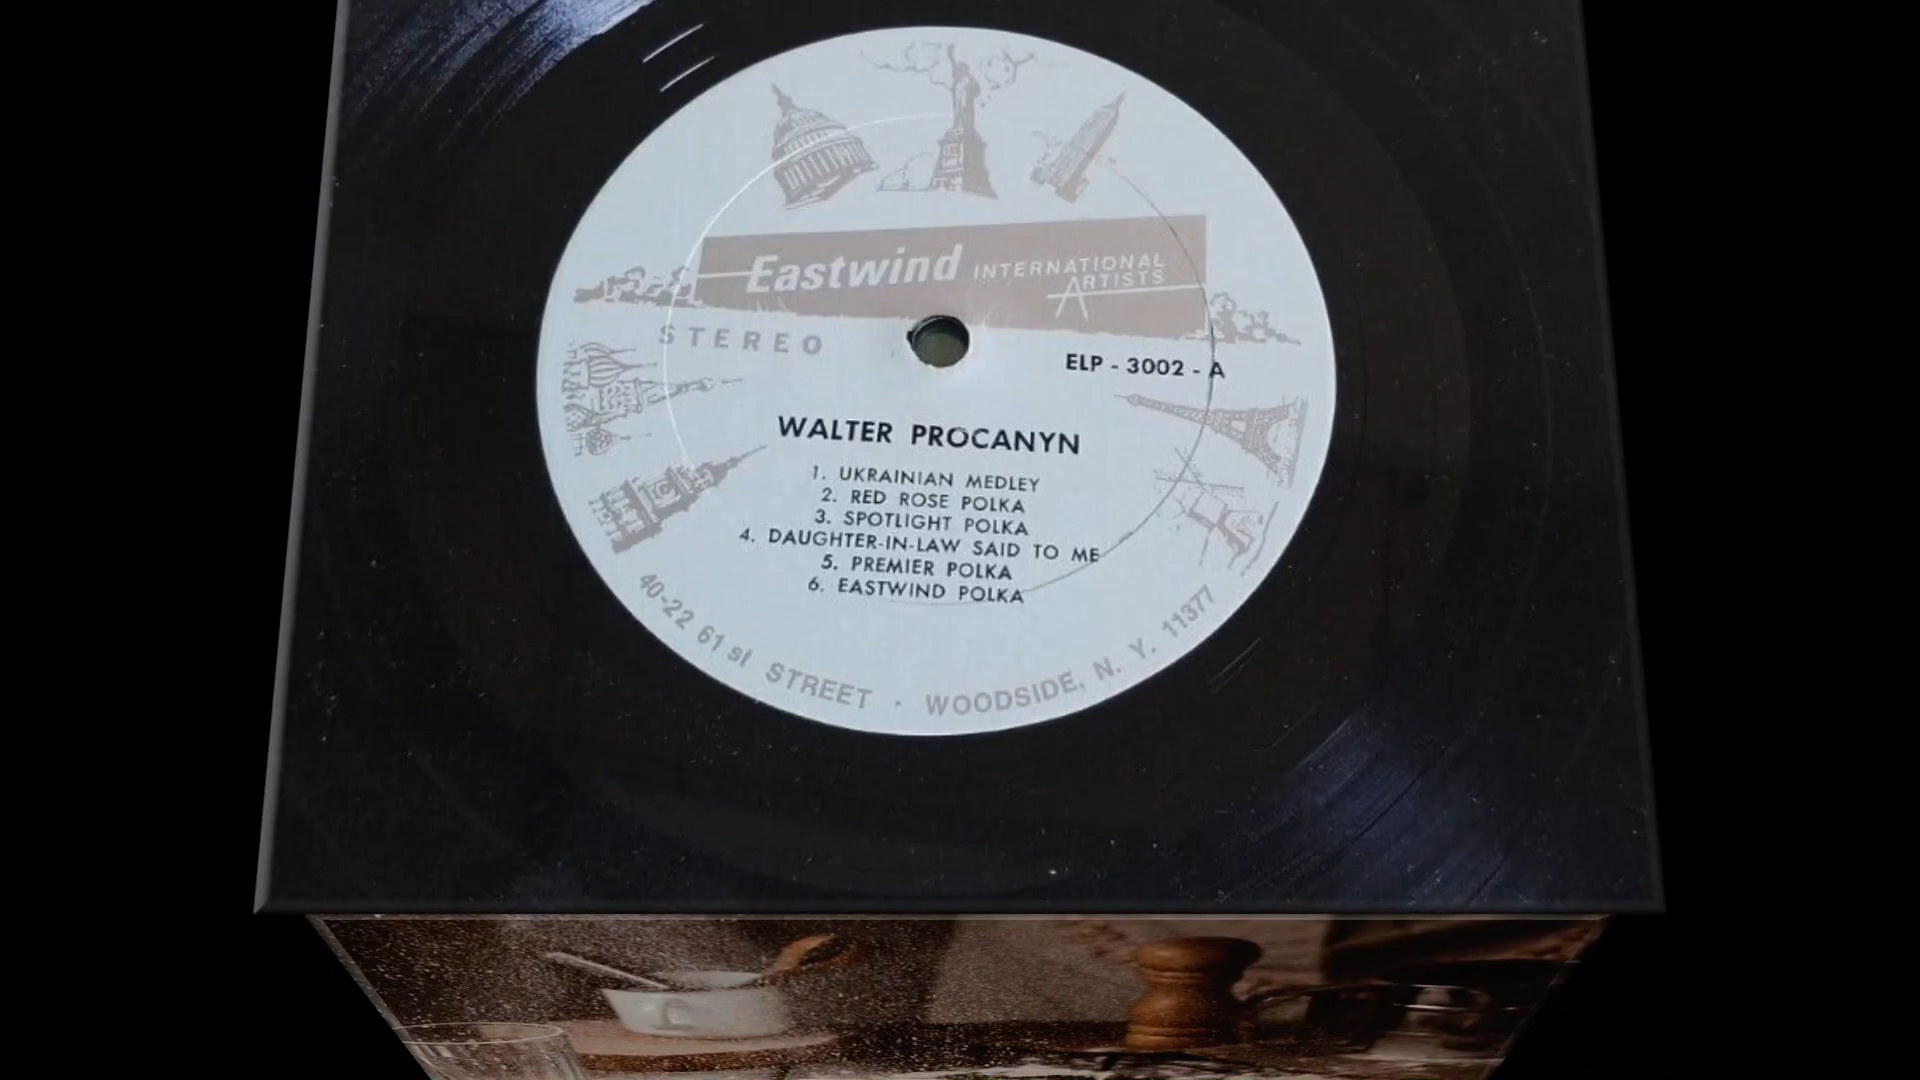 Eastwind INTERNATIONAL
ARTISTS
STEREO
ELP - 3002 - A
WALTER PROCANYN
1. UKRAINIAN MEDLEY
2. RED ROSE POLKA
3. SPOTLIGHT POLKA
4. DAUGHTER-IN-LAW SAID TO ME
5. PREMIER POLKA
6. EASTWIND POLKA
40-22 61 st STREET · WOODSIDE, N. Y. 11377